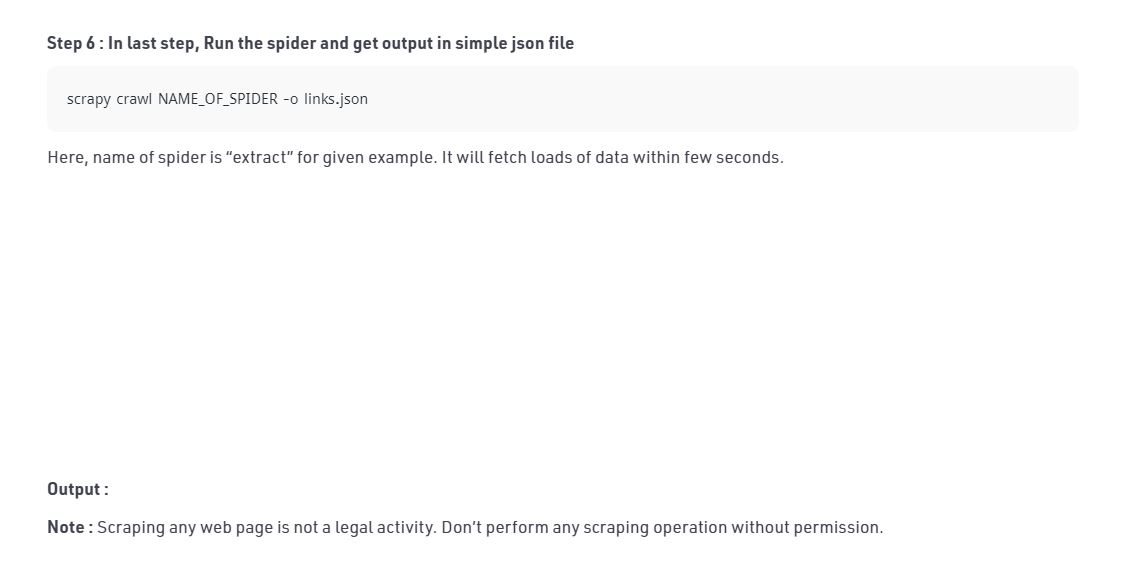 Step 6 : In last step, Run the spider and get output in simple json file
scrapy crawl NAME_OF_SPIDER -o links.json
Here, name of spider is “extract” for given example. It will fetch loads of data within few seconds.
Output :
Note : Scraping any web page is not a legal activity. Don’t perform any scraping operation without permission.